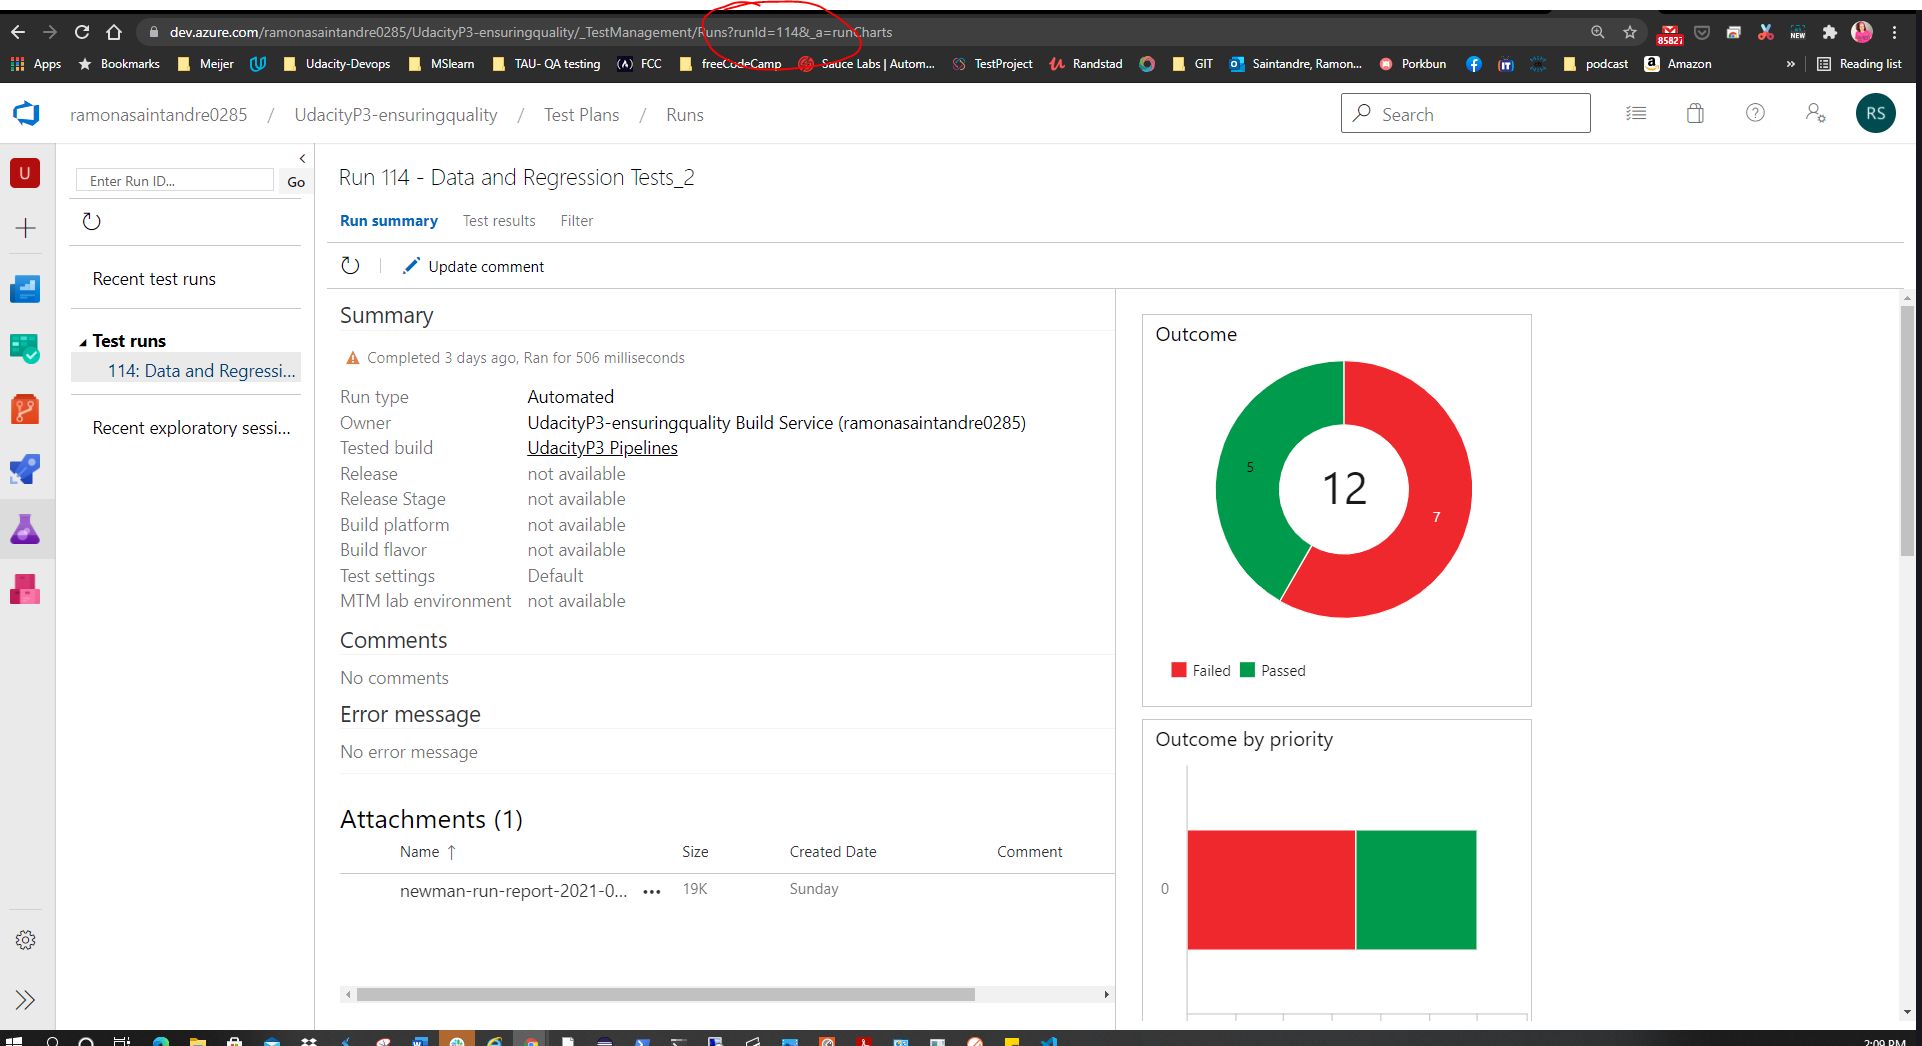 dev.azure.com/ramonasaintandre0285/UdacityP3-ensuringquality/_TestManagement/Runs?runId=114&_a=runCharts
85827
NEW
Apps
Bookmarks
Meijer
Udacity-Devops
MSlearn
TAU- QA testing
FCC
freeCodeCamp
Sauce Labs | Autom...
TestProject
Randstad
GIT
Saintandre, Ramon...
Porkbun
podcast
Amazon
»
Reading list
ramonasaintandre0285 / UdacityP3-ensuringquality / Test Plans / Runs
Search
RS
U
Enter Run ID...
Go
Recent test runs
Test runs
114: Data and Regressi...
Recent exploratory sessi...
Run 114 - Data and Regression Tests_2
Run summary
Test results
Filter
Update comment
Summary
Completed 3 days ago, Ran for 506 milliseconds
Run type Automated
Owner UdacityP3-ensuringquality Build Service (ramonasaintandre0285)
Tested build UdacityP3 Pipelines
Release not available
Release Stage not available
Build platform not available
Build flavor not available
Test settings Default
MTM lab environment not available
Comments
No comments
Error message
No error message
Attachments (1)
Name ↑ Size Created Date Comment
newman-run-report-2021-0... ••• 19K Sunday
Outcome
5
12
7
Failed Passed
Outcome by priority
0
2:09 PM